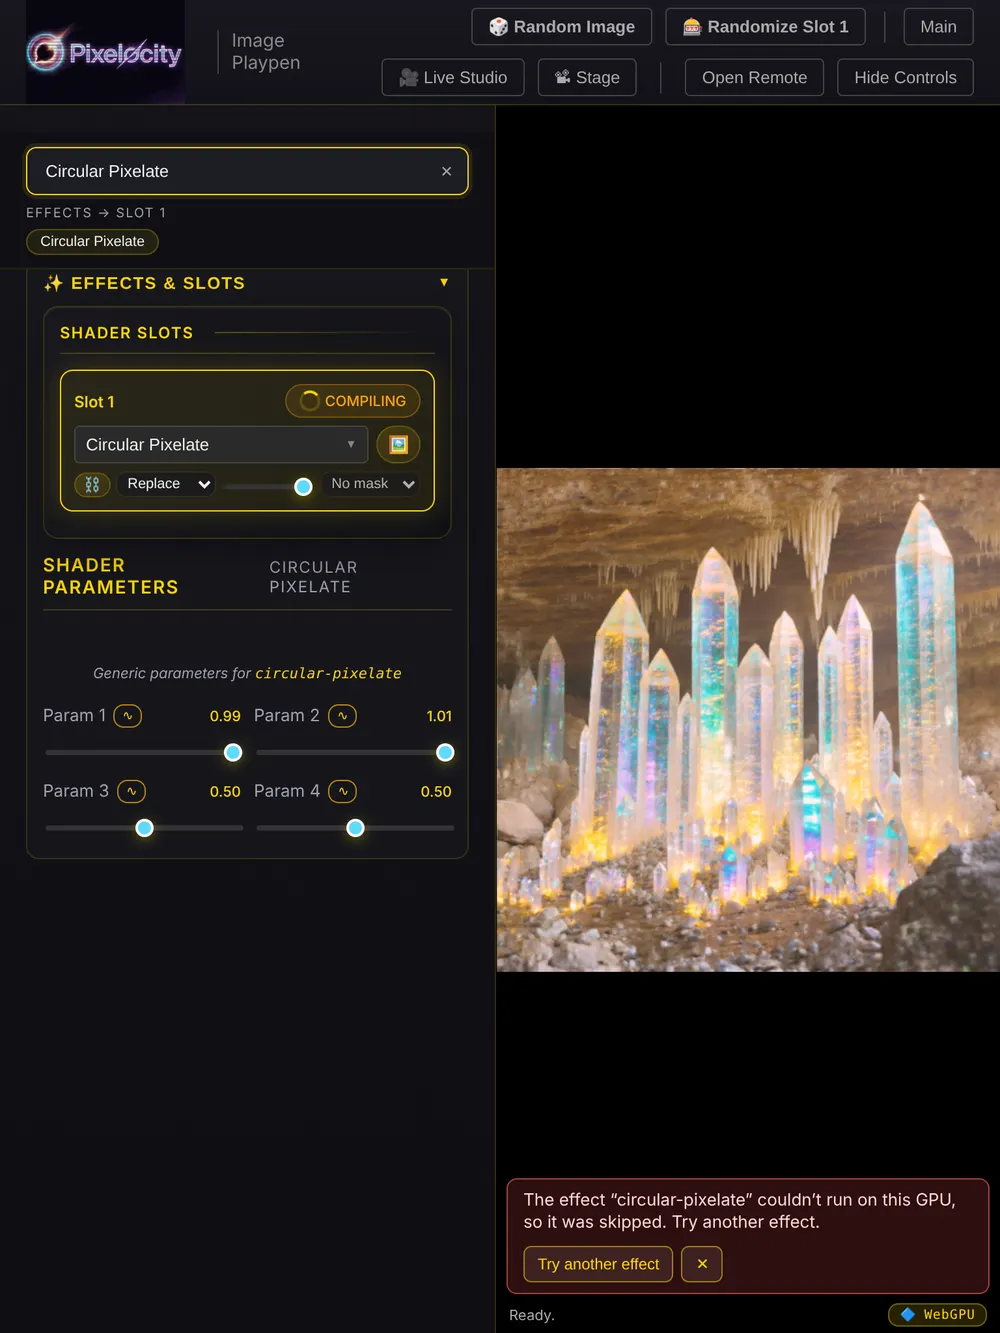 Pixeløcity
Image
Playpen
🎲 Random Image
🎰 Randomize Slot 1
Main
🎥 Live Studio
📽 Stage
Open Remote
Hide Controls
Circular Pixelate ×
EFFECTS → SLOT 1
Circular Pixelate
✨ EFFECTS & SLOTS ▼
SHADER SLOTS
Slot 1 COMPILING
Circular Pixelate ▼
Replace No mask
SHADER
PARAMETERS
CIRCULAR
PIXELATE
Generic parameters for circular-pixelate
Param 1 ∿ 0.99 Param 2 ∿ 1.01
Param 3 ∿ 0.50 Param 4 ∿ 0.50
The effect “circular-pixelate” couldn’t run on this GPU,
so it was skipped. Try another effect.
Try another effect ✕
Ready. 🔷 WebGPU